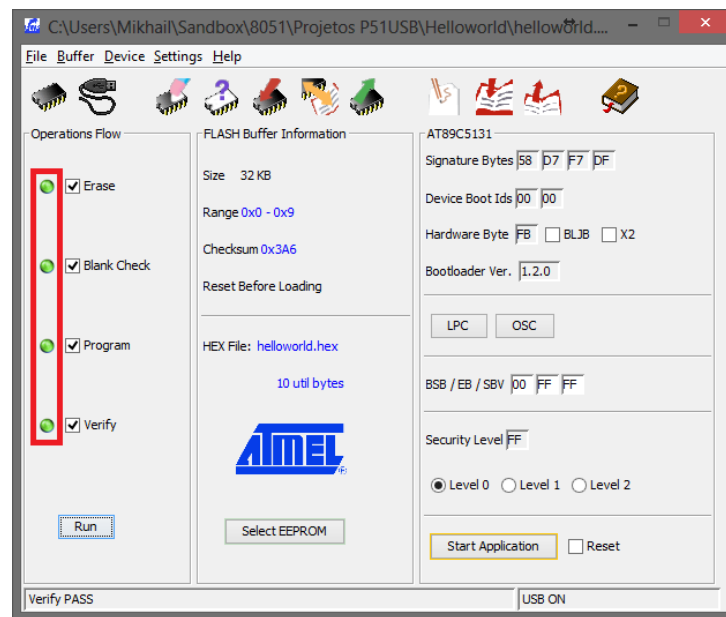 C:\Users\Mikhail\Sandbox\8051\Projetos P51USB\Helloworld\helloworld....
File Buffer Device Settings Help
Operations Flow
Erase
Blank Check
Program
Verify
Run
FLASH Buffer Information
Size 32 KB
Range 0x0 - 0x9
Checksum 0x3A6
Reset Before Loading
HEX File: helloworld.hex
10 util bytes
ATMEL
®
Select EEPROM
AT89C5131
Signature Bytes 58 D7 F7 DF
Device Boot Ids 00 00
Hardware Byte FB BLJB X2
Bootloader Ver. 1.2.0
LPC OSC
BSB / EB / SBV 00 FF FF
Security Level FF
Level 0 Level 1 Level 2
Start Application Reset
Verify PASS USB ON